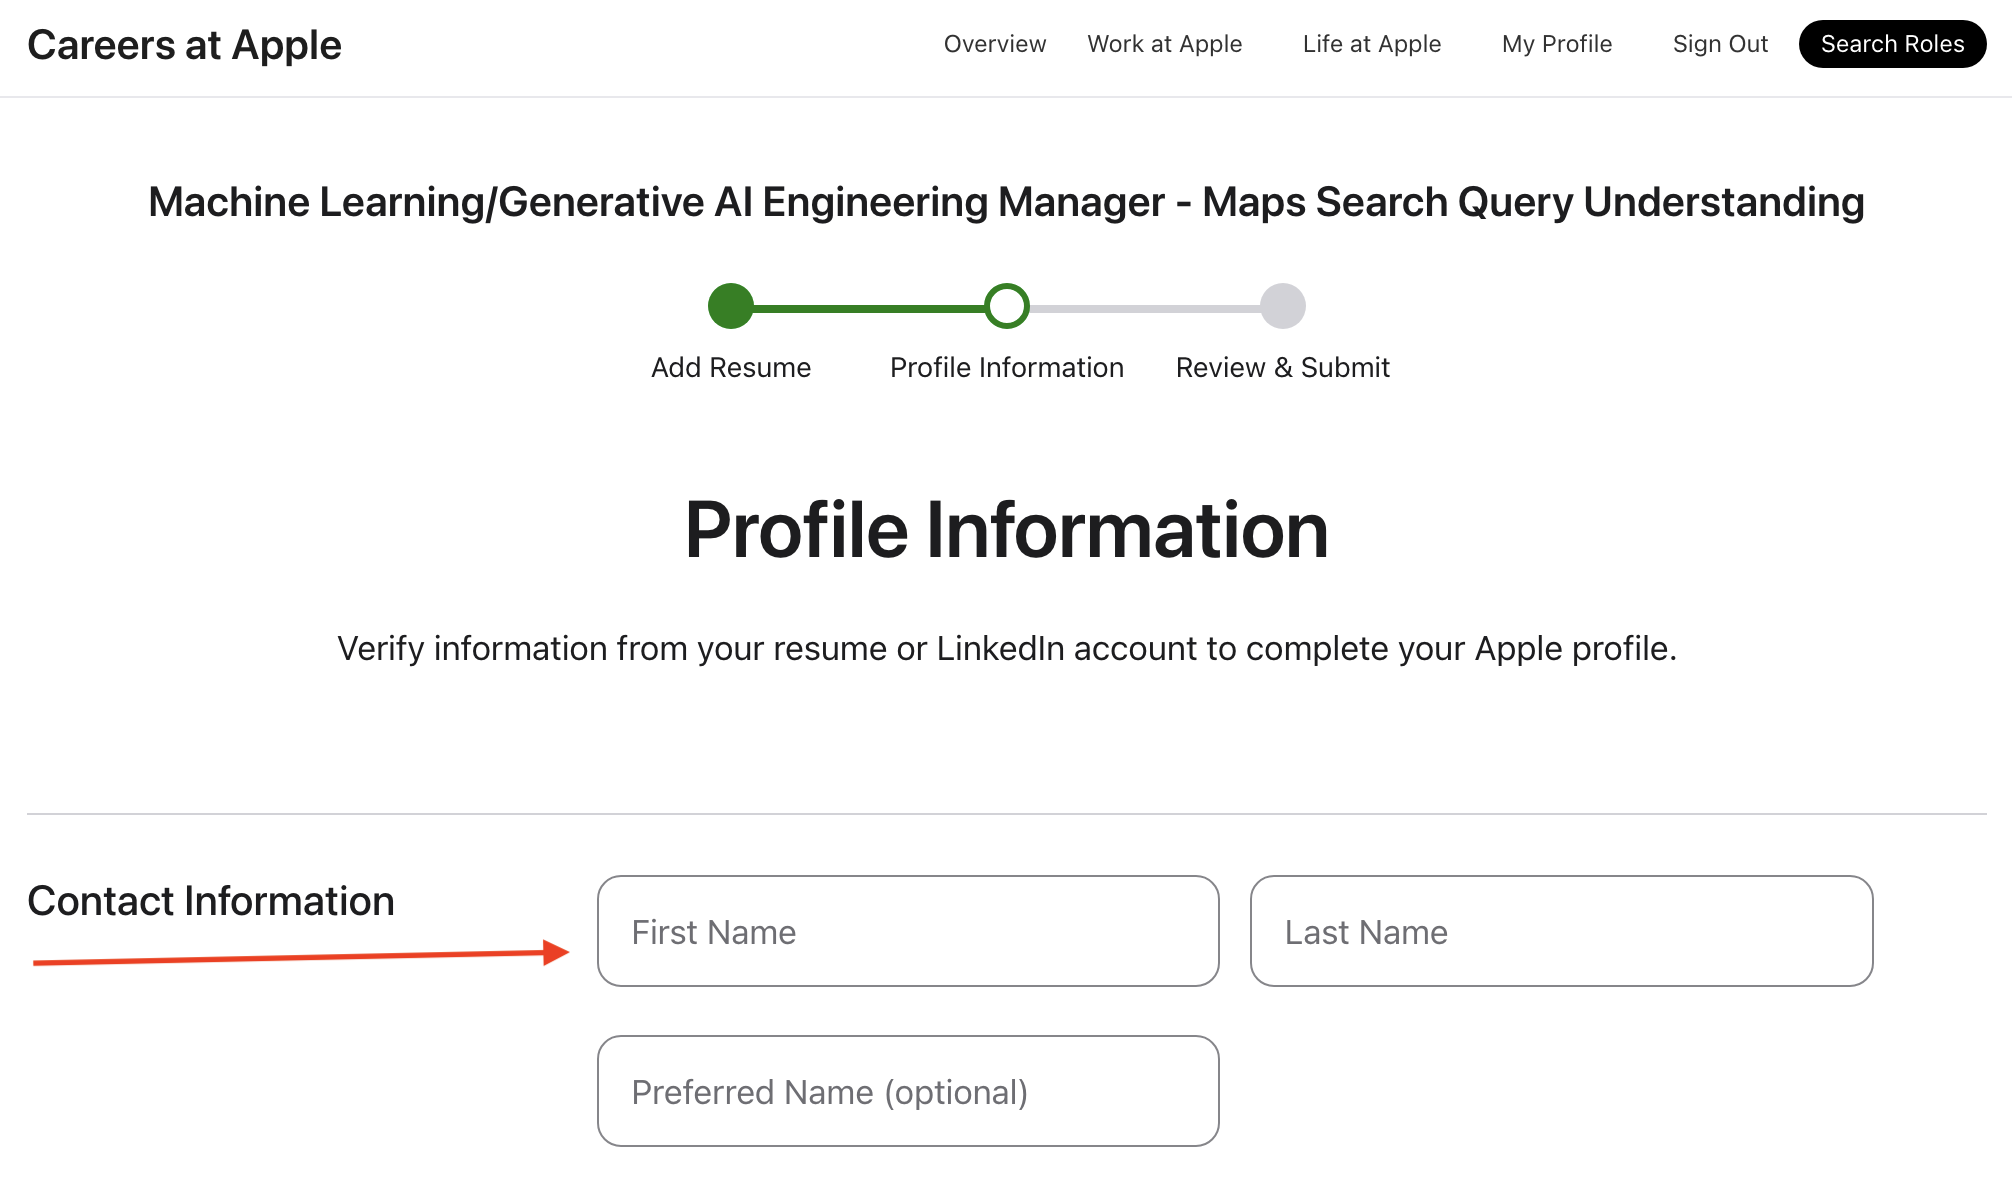 Careers at Apple
Overview
Work at Apple
Life at Apple
My Profile
Sign Out
Search Roles
Machine Learning/Generative AI Engineering Manager - Maps Search Query Understanding
Add Resume
Profile Information
Review & Submit
Profile Information
Verify information from your resume or LinkedIn account to complete your Apple profile.
Contact Information
First Name
Last Name
Preferred Name (optional)